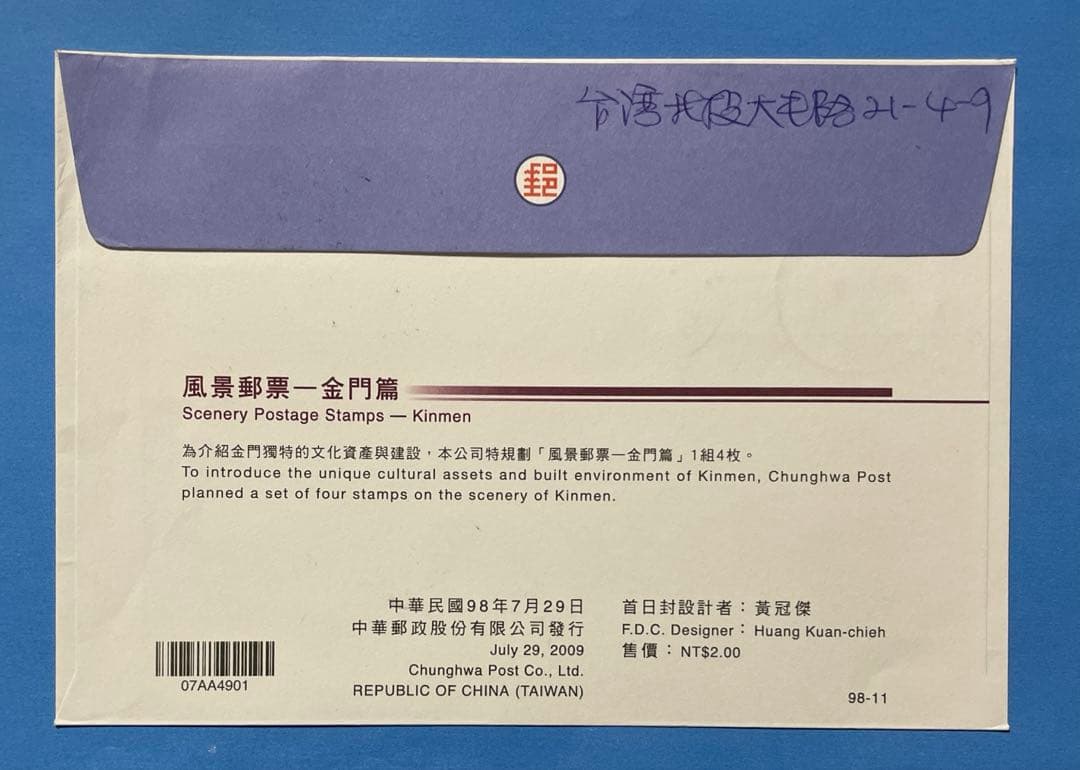 台湾北投大屯路21-4-9
郵
風景郵票—金門篇
Scenery Postage Stamps — Kinmen
為介紹金門獨特的文化資產與建設，本公司特規劃「風景郵票—金門篇」1組4枚。
To introduce the unique cultural assets and built environment of Kinmen, Chunghwa Post
planned a set of four stamps on the scenery of Kinmen.
中華民國98年7月29日
中華郵政股份有限公司發行
July 29, 2009
Chunghwa Post Co., Ltd.
REPUBLIC OF CHINA (TAIWAN)
首日封設計者：黃冠傑
F.D.C. Designer：Huang Kuan-chieh
售價：NT$2.00
07AA4901
98-11